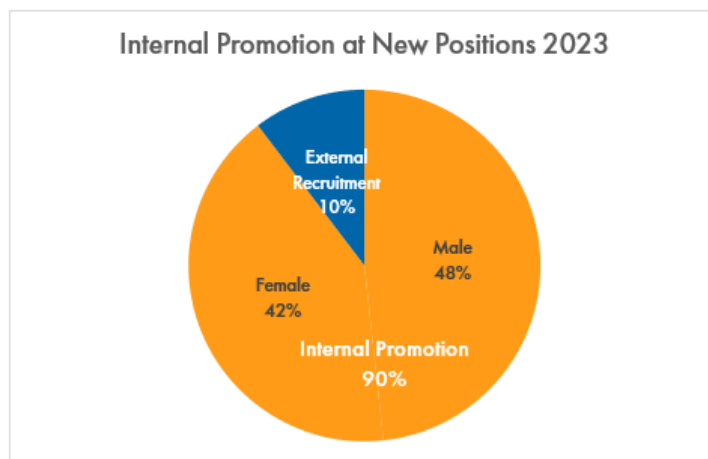 Internal Promotion at New Positions 2023
External
Recruitment
10%
Male
48%
Female
42%
Internal Promotion
90%